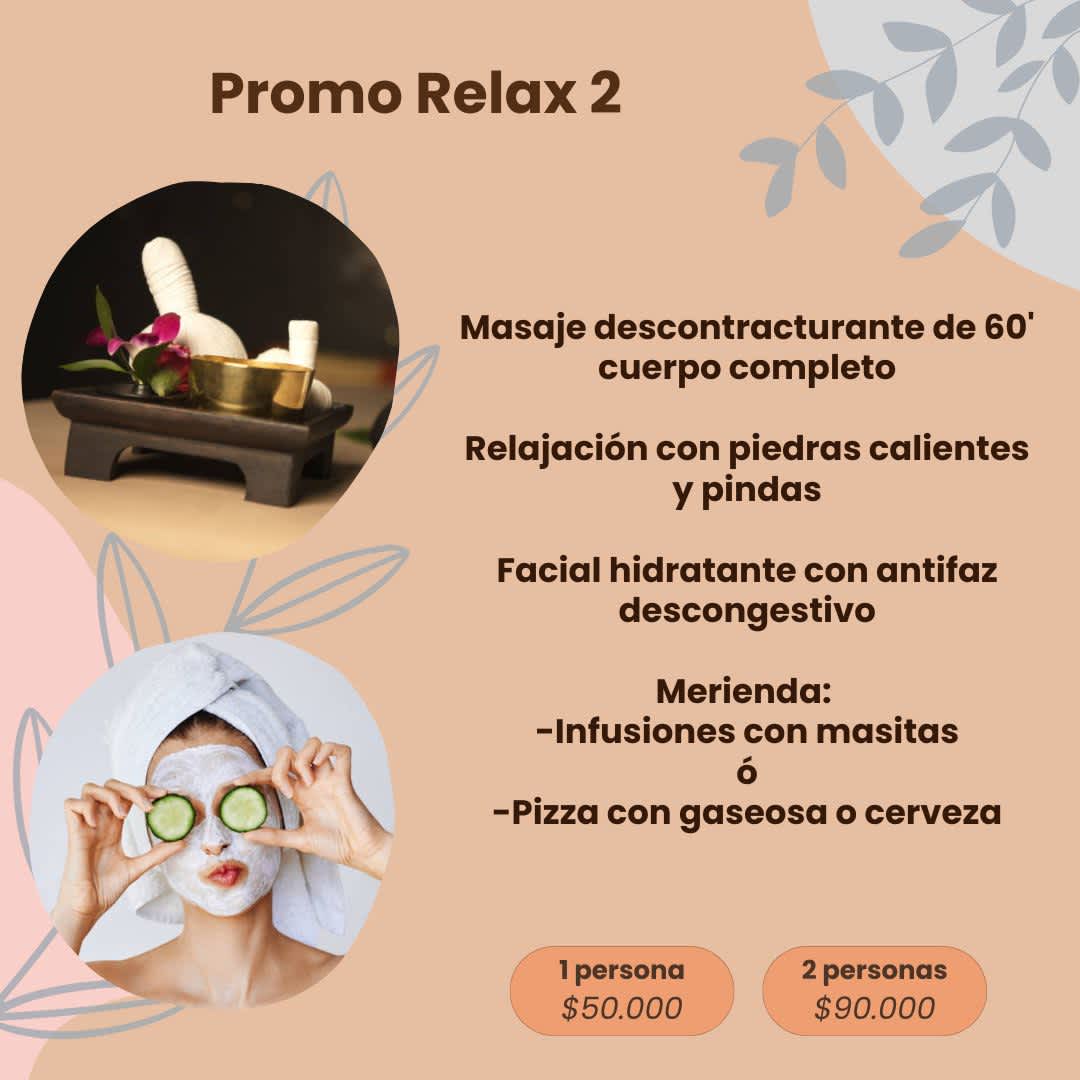 Promo Relax 2
Masaje descontracturante de 60'
cuerpo completo
Relajación con piedras calientes
y pindas
Facial hidratante con antifaz
descongestivo
Merienda:
-Infusiones con masitas
ó
-Pizza con gaseosa o cerveza
1 persona
$50.000
2 personas
$90.000